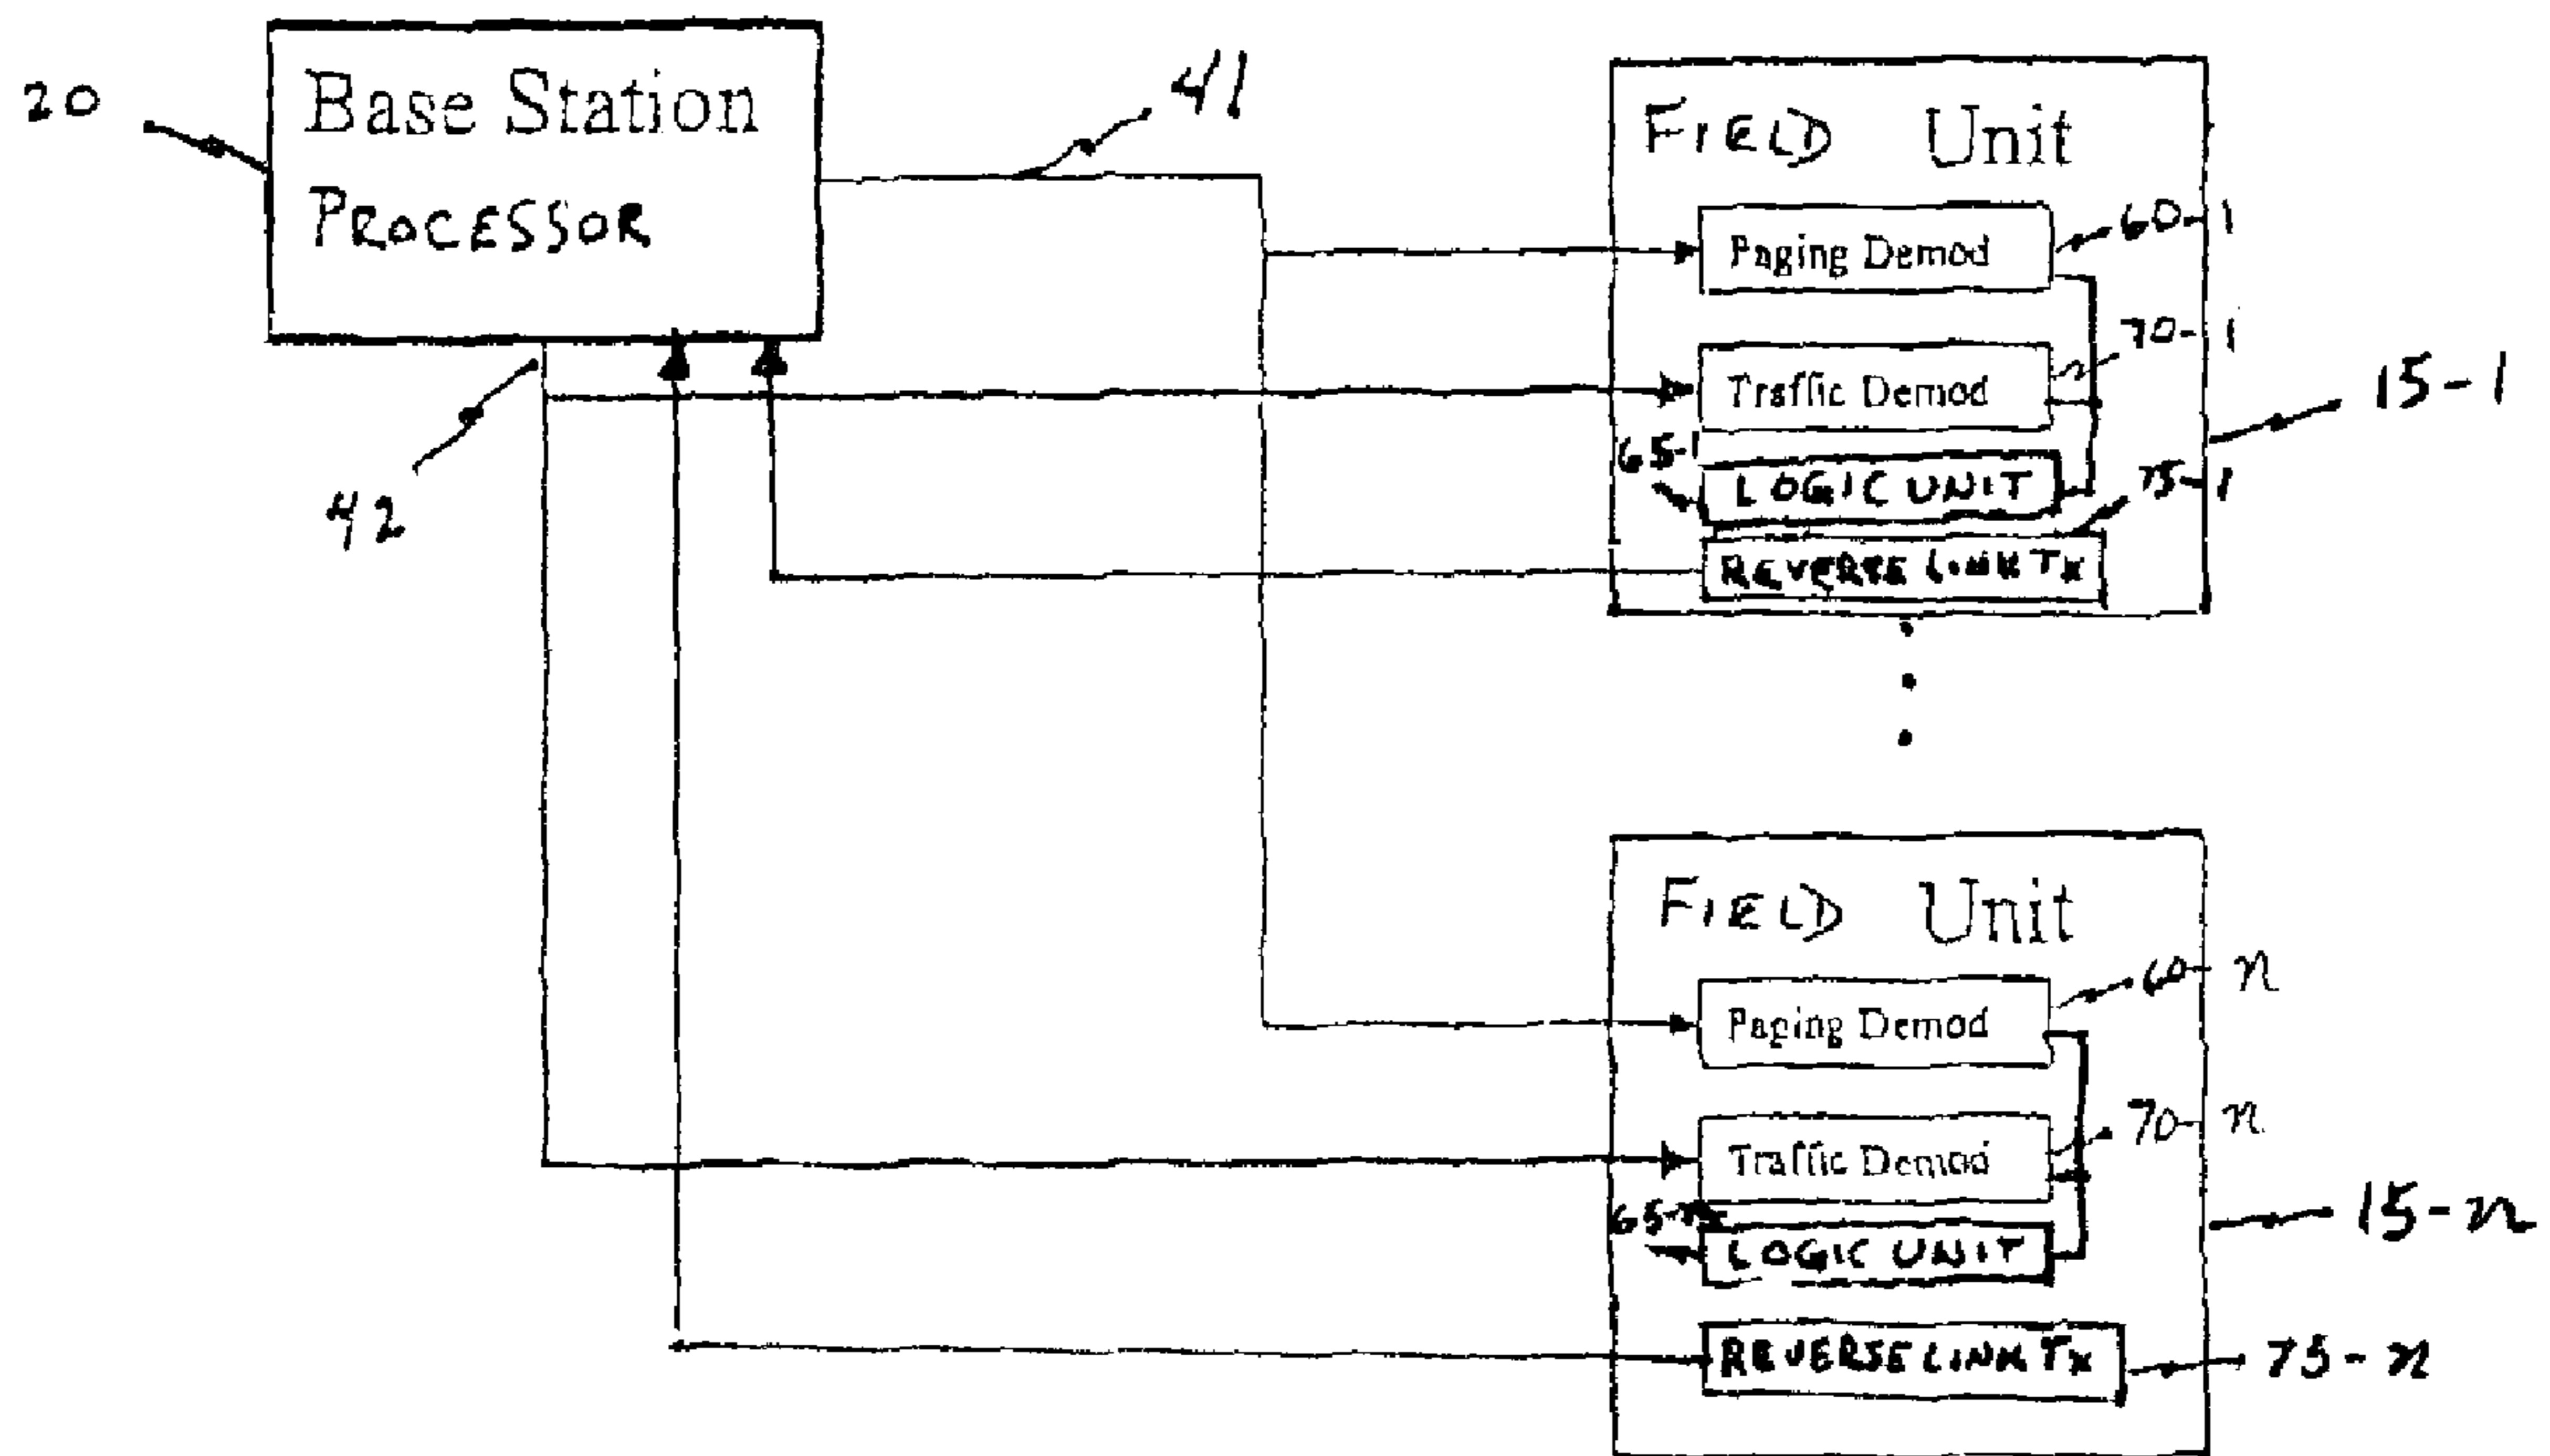 20
Base Station
PROCESSOR
41
42
FIELD Unit
Paging Demod
60-1
Traffic Demod
70-1
15-1
65-1
LOGIC UNIT
75-1
REVERSE LINK TX
FIELD Unit
Paging Demod
60-n
Traffic Demod
70-n
15-n
65-n
LOGIC UNIT
REVERSE LINK TX
75-n